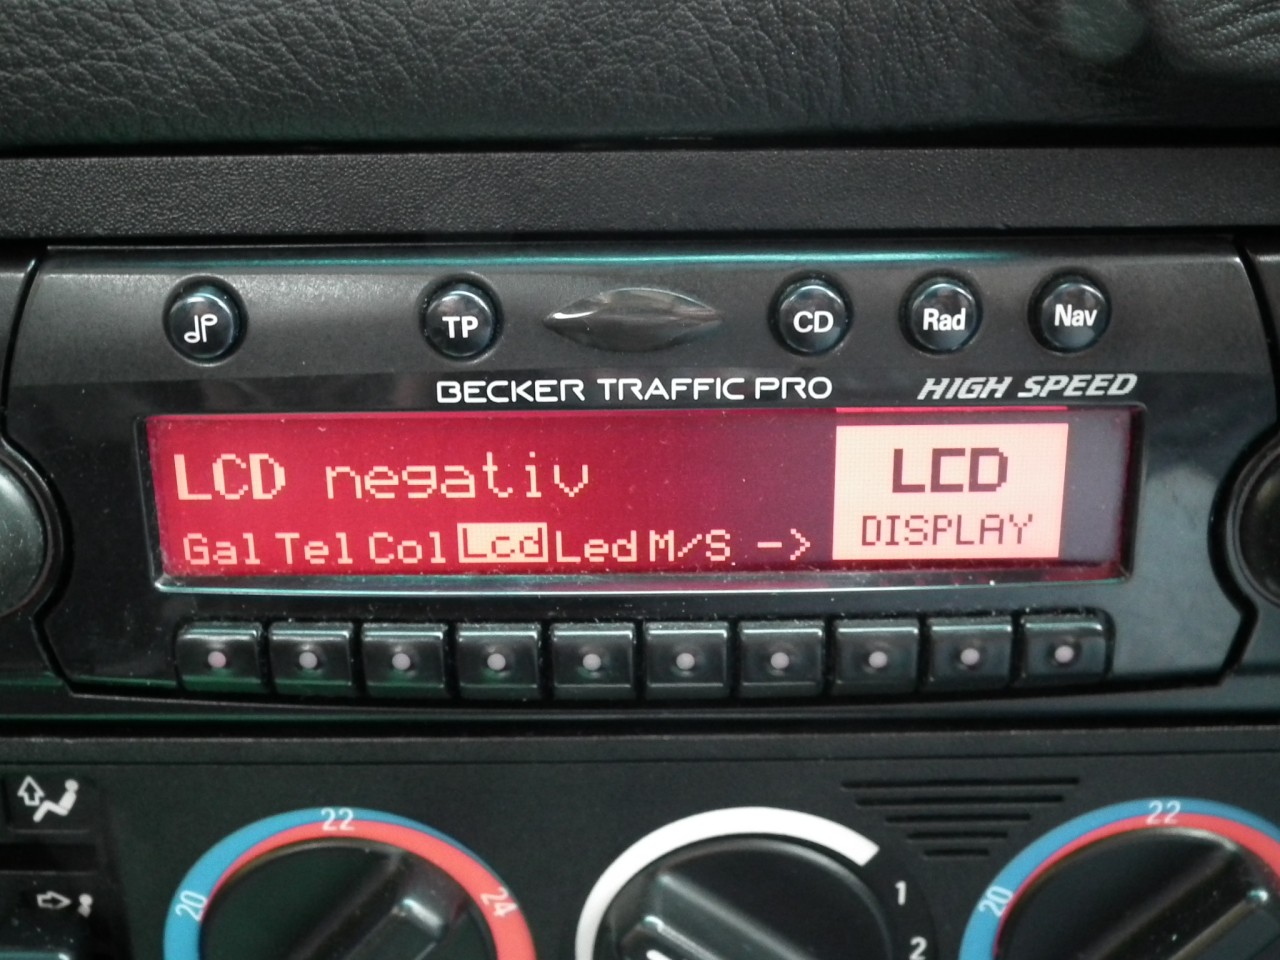 TP
CD
Rad
Nav
BECKER TRAFFIC PRO
HIGH SPEED
LCD negativ
Gal Tel Col Lcd Led M/S ->
LCD
DISPLAY
22
20
24
1
2
22
20